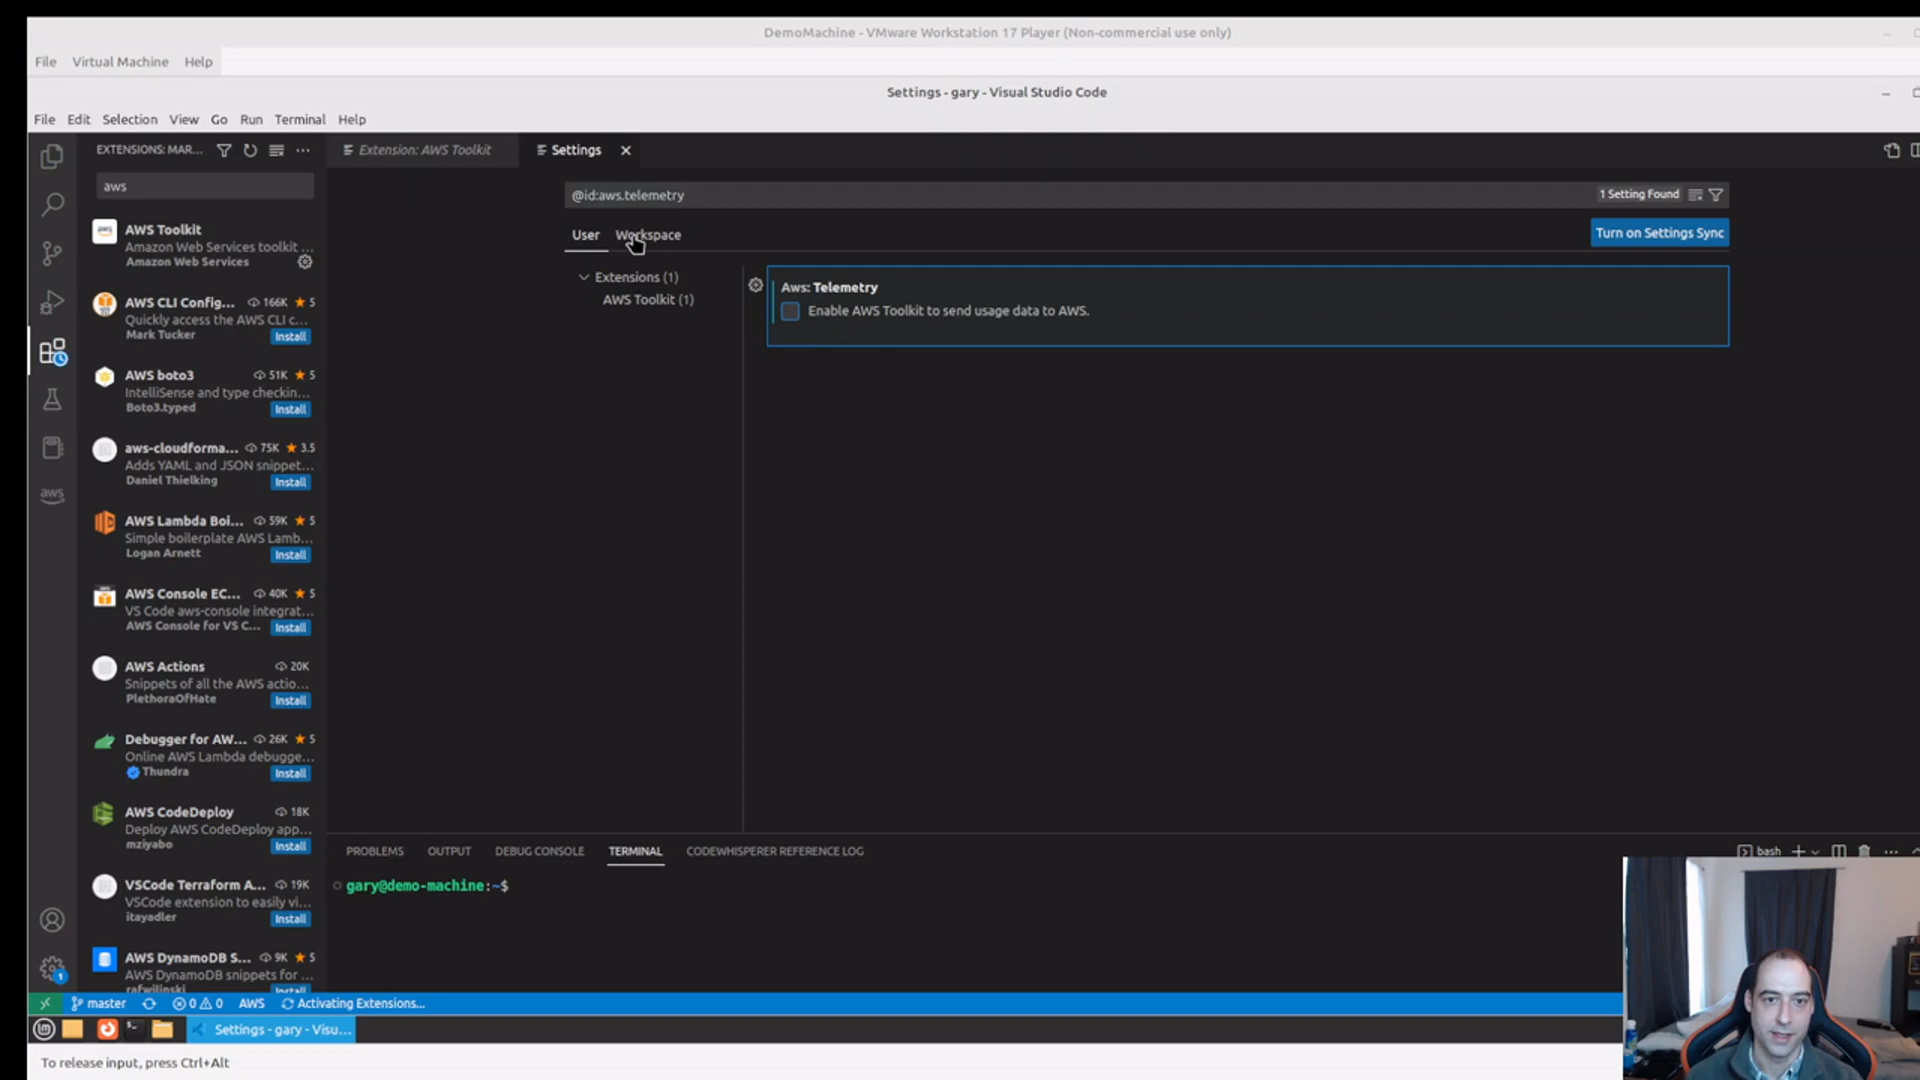 DemoMachine - VMware Workstation 17 Player (Non-commercial use only)
File Virtual Machine Help
Settings - gary - Visual Studio Code
File Edit Selection View Go Run Terminal Help
EXTENSIONS: MAR...
Extension: AWS Toolkit
Settings
aws
@id:aws.telemetry
1 Setting Found
User
Workspace
Turn on Settings Sync
Extensions (1)
AWS Toolkit (1)
Aws: Telemetry
Enable AWS Toolkit to send usage data to AWS.
aws
AWS Toolkit
Amazon Web Services toolkit ...
Amazon Web Services
AWS CLI Config... 166K 5
Quickly access the AWS CLI c...
Mark Tucker Install
AWS boto3 51K 5
IntelliSense and type checkin...
Boto3.typed Install
aws-cloudforma... 75K 3.5
Adds YAML and JSON snippet...
Daniel Thielking Install
AWS Lambda Boi... 59K 5
Simple boilerplate AWS Lamb...
Logan Arnett Install
AWS Console EC... 40K 5
VS Code aws-console integrat...
AWS Console for VS C... Install
AWS Actions 20K
Snippets of all the AWS actio...
PlethoraOfHate Install
Debugger for AW... 26K 5
Online AWS Lambda debugge...
Thundra Install
AWS CodeDeploy 18K
Deploy AWS CodeDeploy app...
mziyabo Install
VSCode Terraform A... 19K
VSCode extension to easily vi...
itayadler Install
AWS DynamoDB S... 9K 5
AWS DynamoDB snippets for ...
rafwilinski Install
aws
1
PROBLEMS OUTPUT DEBUG CONSOLE TERMINAL CODEWHISPERER REFERENCE LOG
bash
gary@demo-machine:~$
master 0 0 AWS Activating Extensions...
Settings - gary - Visu...
To release input, press Ctrl+Alt